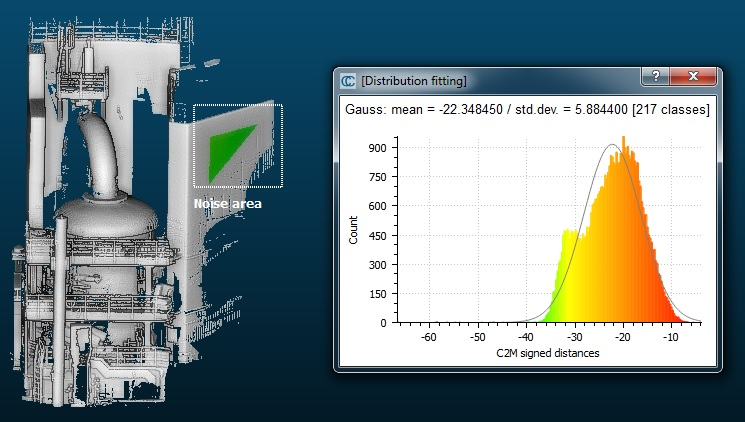 [Distribution fitting]
Gauss: mean = -22.348450 / std.dev. = 5.884400 [217 classes]
900
750
600
450
300
150
0
Count
-60 -50 -40 -30 -20 -10
C2M signed distances
Noise area